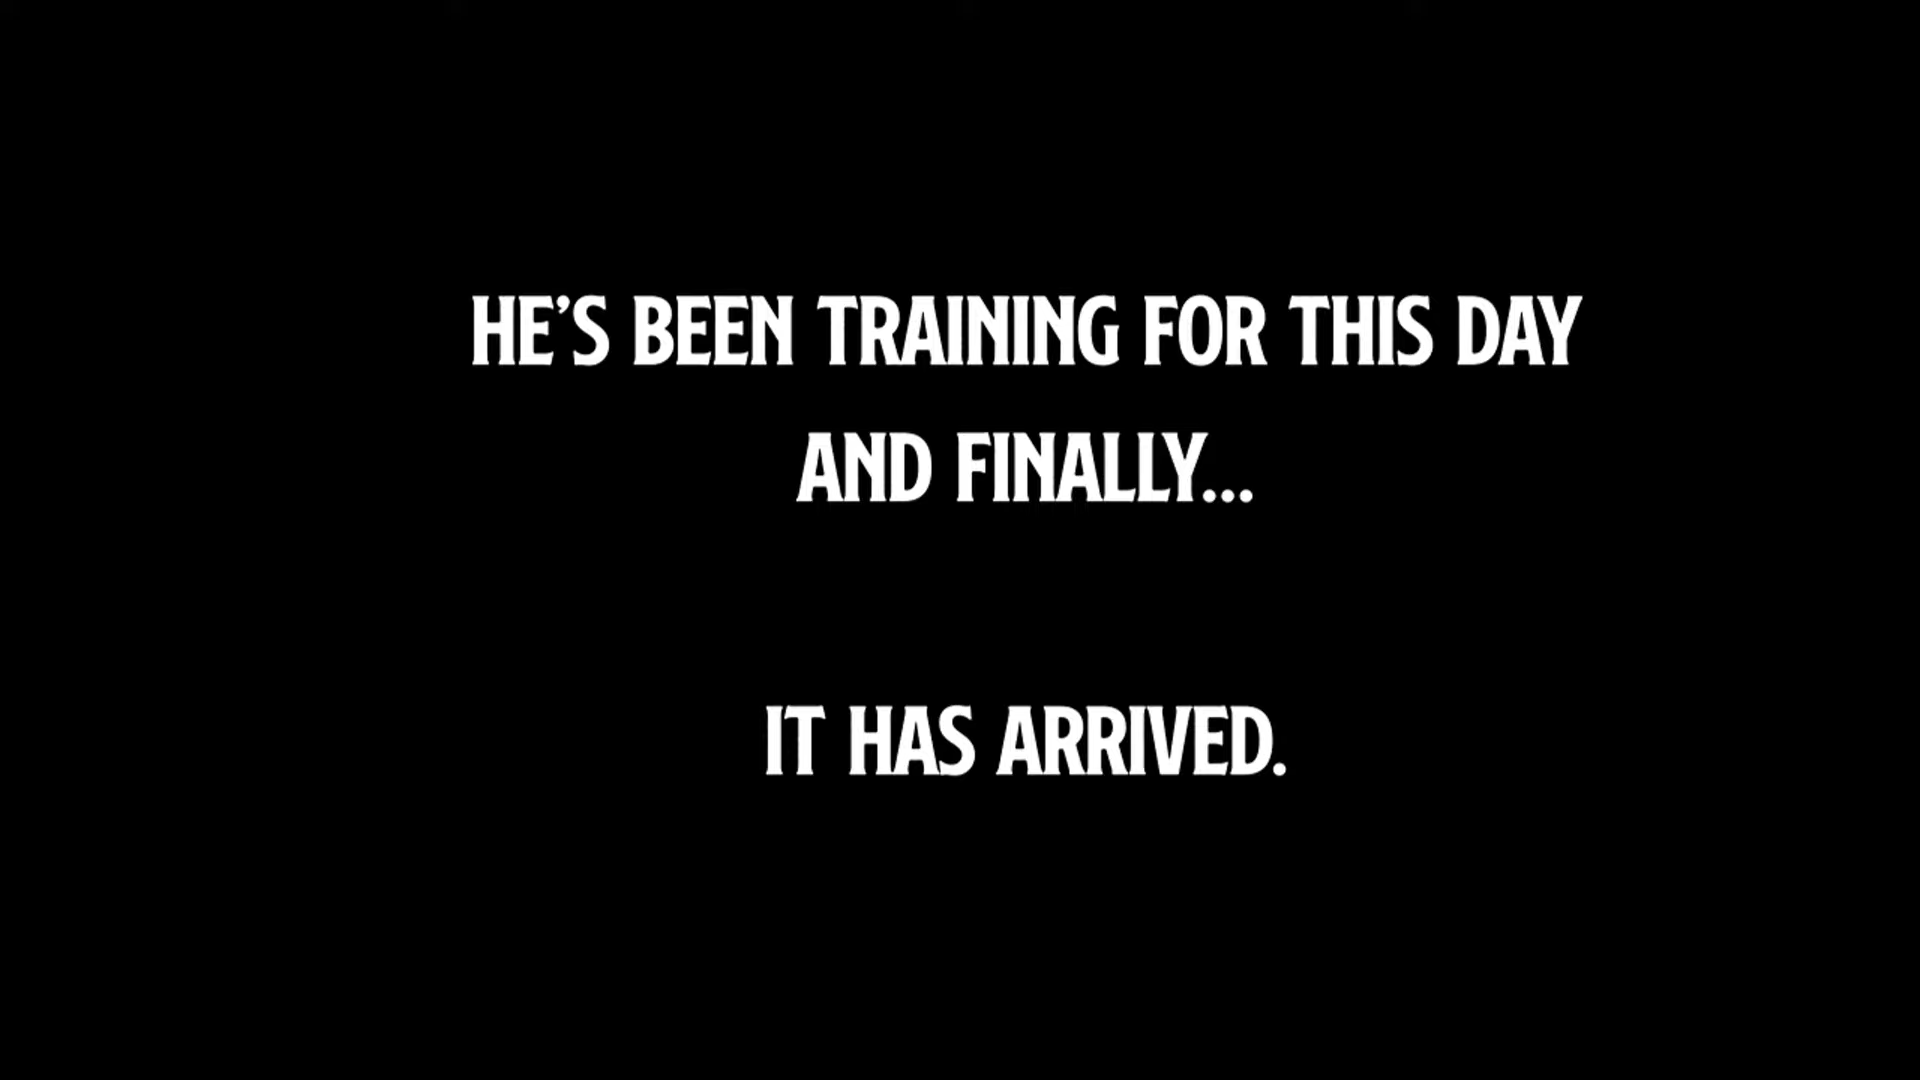 HE’S BEEN TRAINING FOR THIS DAY
AND FINALLY...
IT HAS ARRIVED.